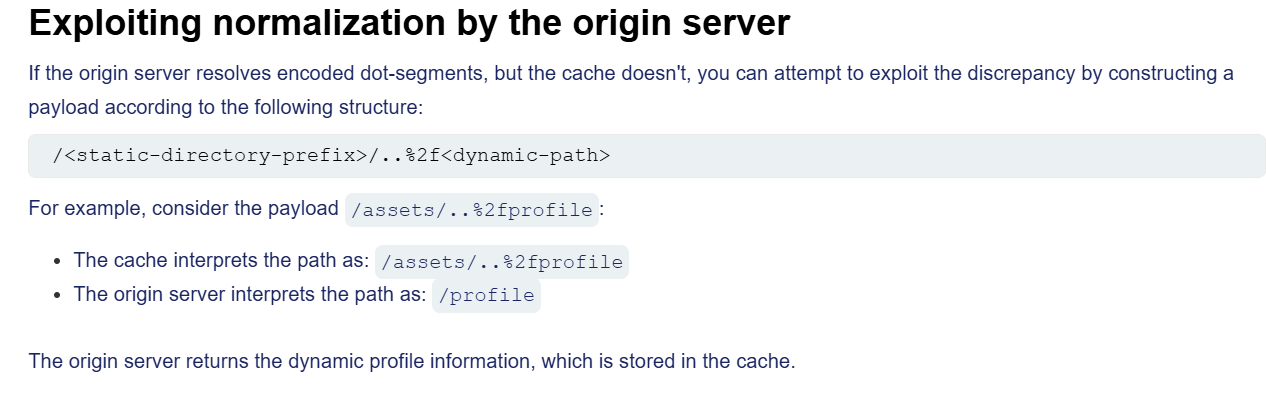 Exploiting normalization by the origin server
If the origin server resolves encoded dot-segments, but the cache doesn't, you can attempt to exploit the discrepancy by constructing a
payload according to the following structure:
/<static-directory-prefix>/..%2f<dynamic-path>
For example, consider the payload /assets/..%2fprofile:
• The cache interprets the path as: /assets/..%2fprofile
• The origin server interprets the path as: /profile
The origin server returns the dynamic profile information, which is stored in the cache.